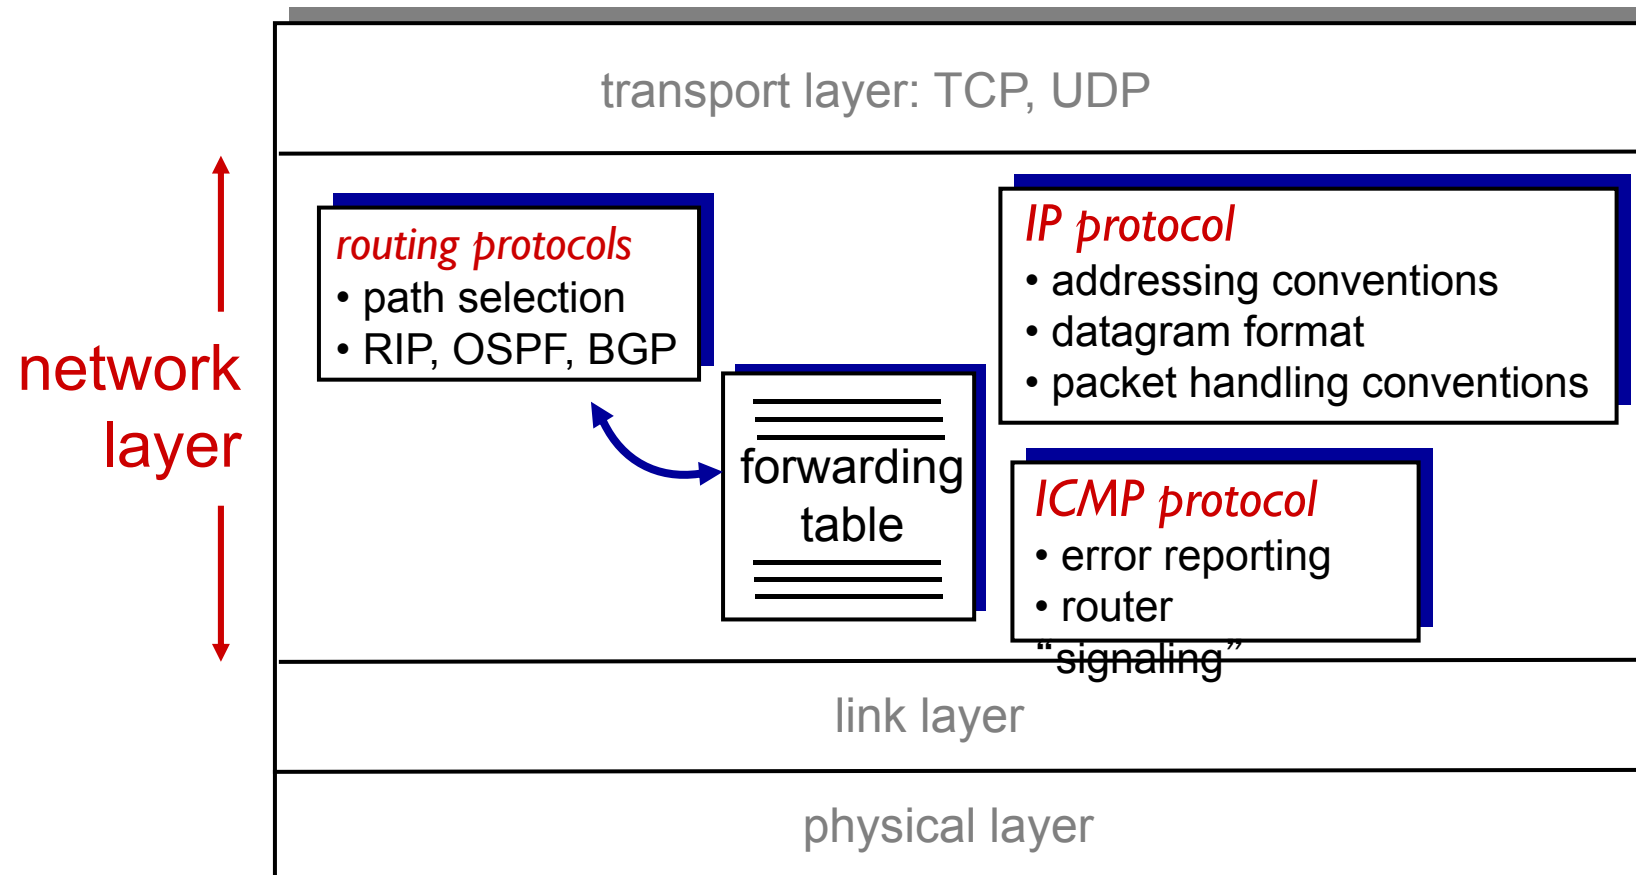 transport layer: TCP, UDP
network
layer
routing protocols
• path selection
• RIP, OSPF, BGP
forwarding
table
IP protocol
• addressing conventions
• datagram format
• packet handling conventions
ICMP protocol
• error reporting
• router
“signaling”
link layer
physical layer